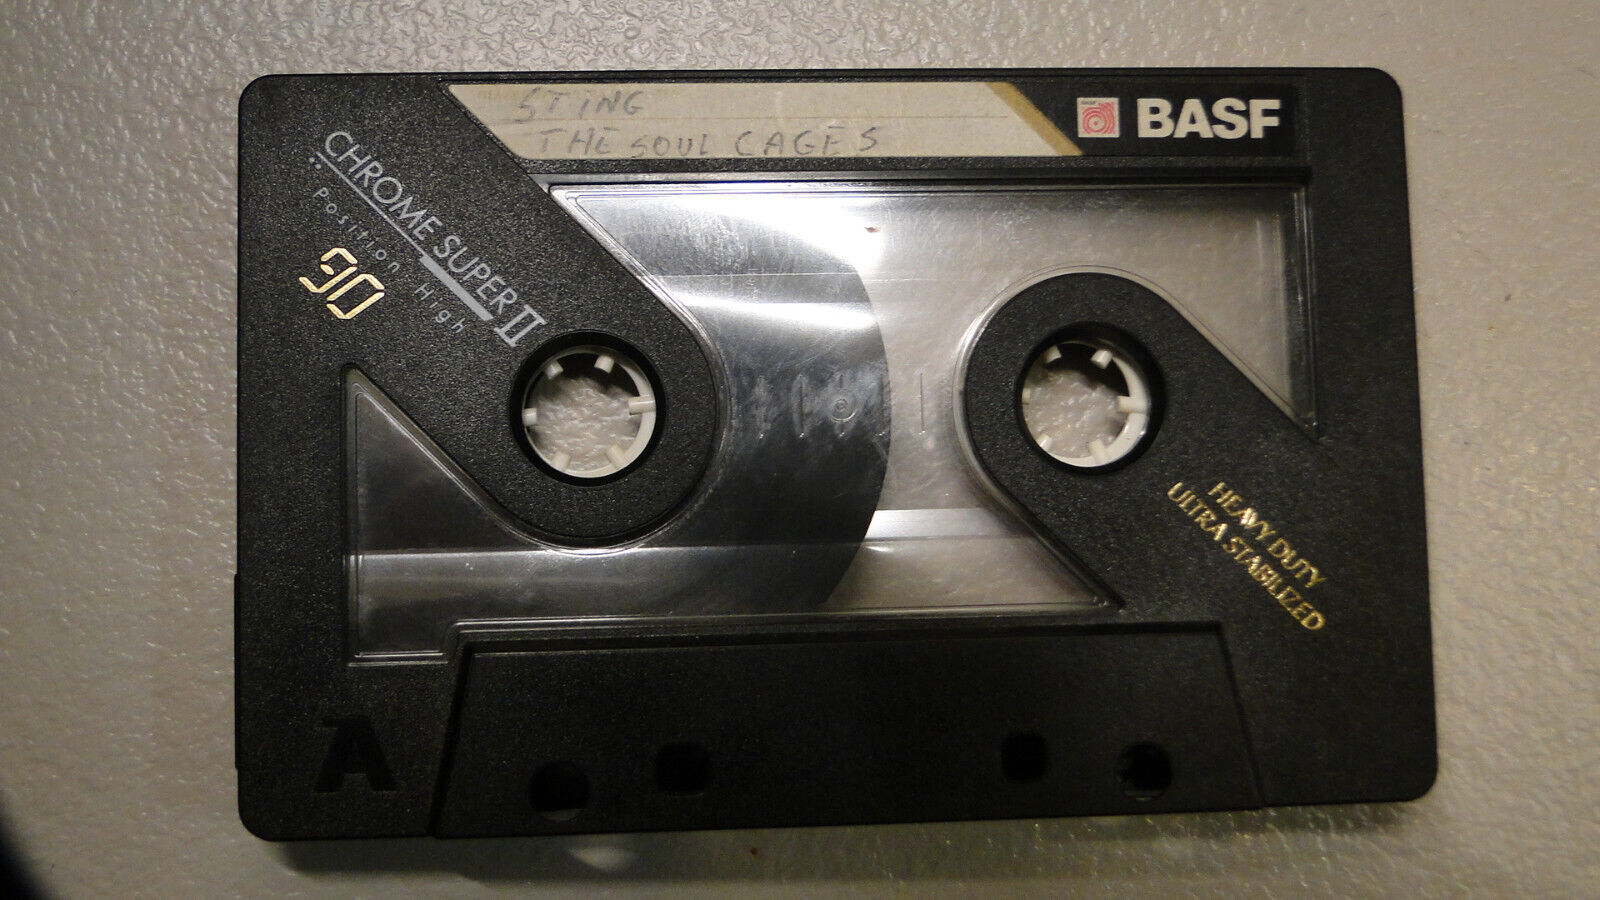 STING
THE SOUL CAGES
BASF
CHROME SUPER II
Position High
90
HEAVY DUTY
ULTRA STABILIZED
A